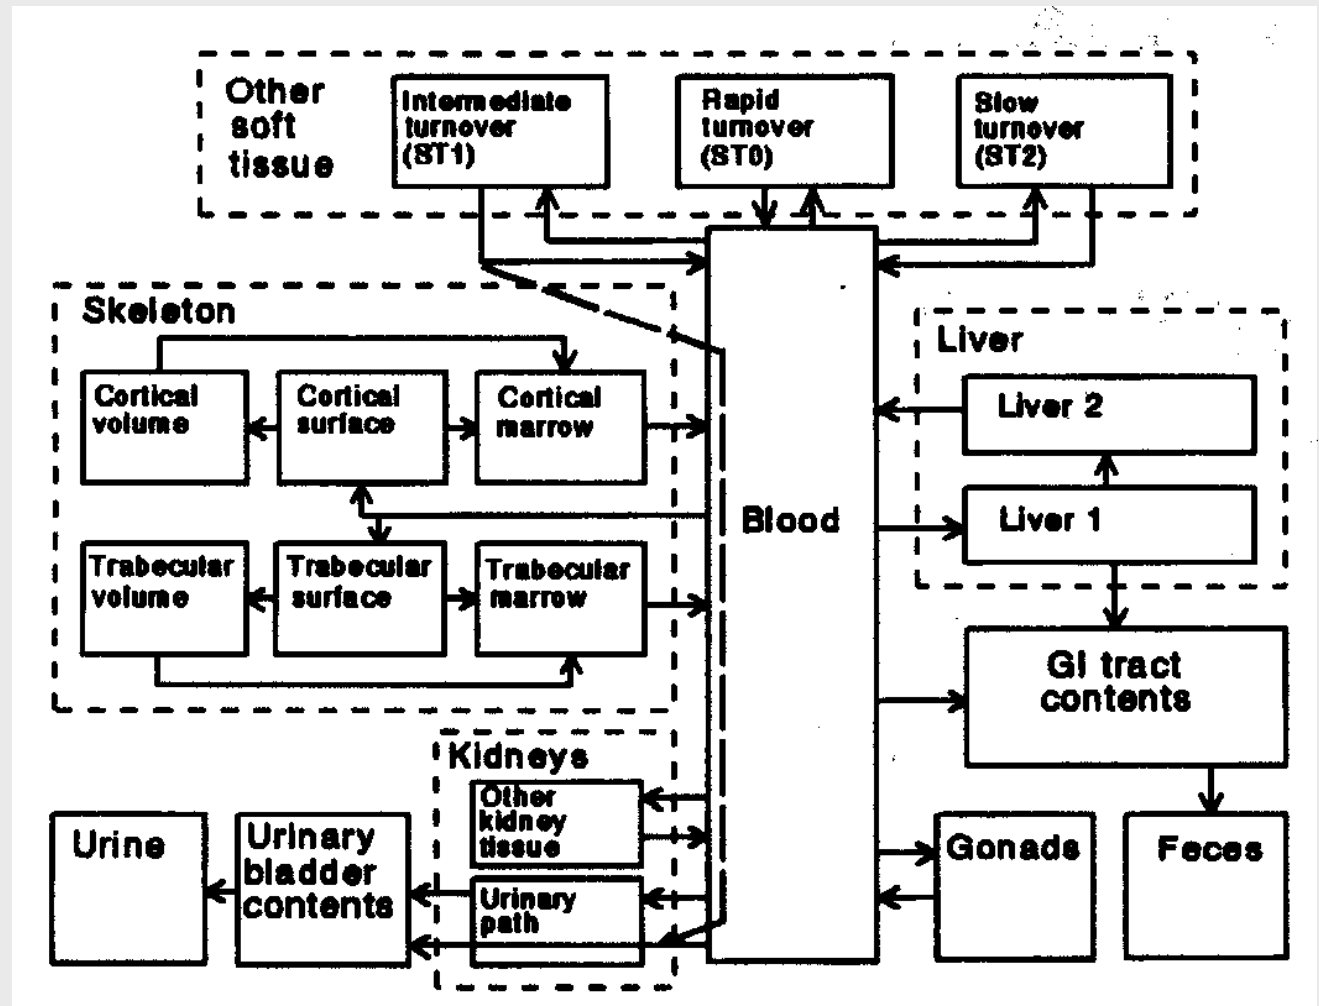 Other
soft
tissue
Intermediate
turnover
(ST1)
Rapid
turnover
(ST0)
Slow
turnover
(ST2)
Skeleton
Cortical
volume
Cortical
surface
Cortical
marrow
Trabecular
volume
Trabecular
surface
Trabecular
marrow
Blood
Liver
Liver 2
Liver 1
GI tract
contents
Kidneys
Other
kidney
tissue
Urinary
path
Urine
Urinary
bladder
contents
Gonads
Feces